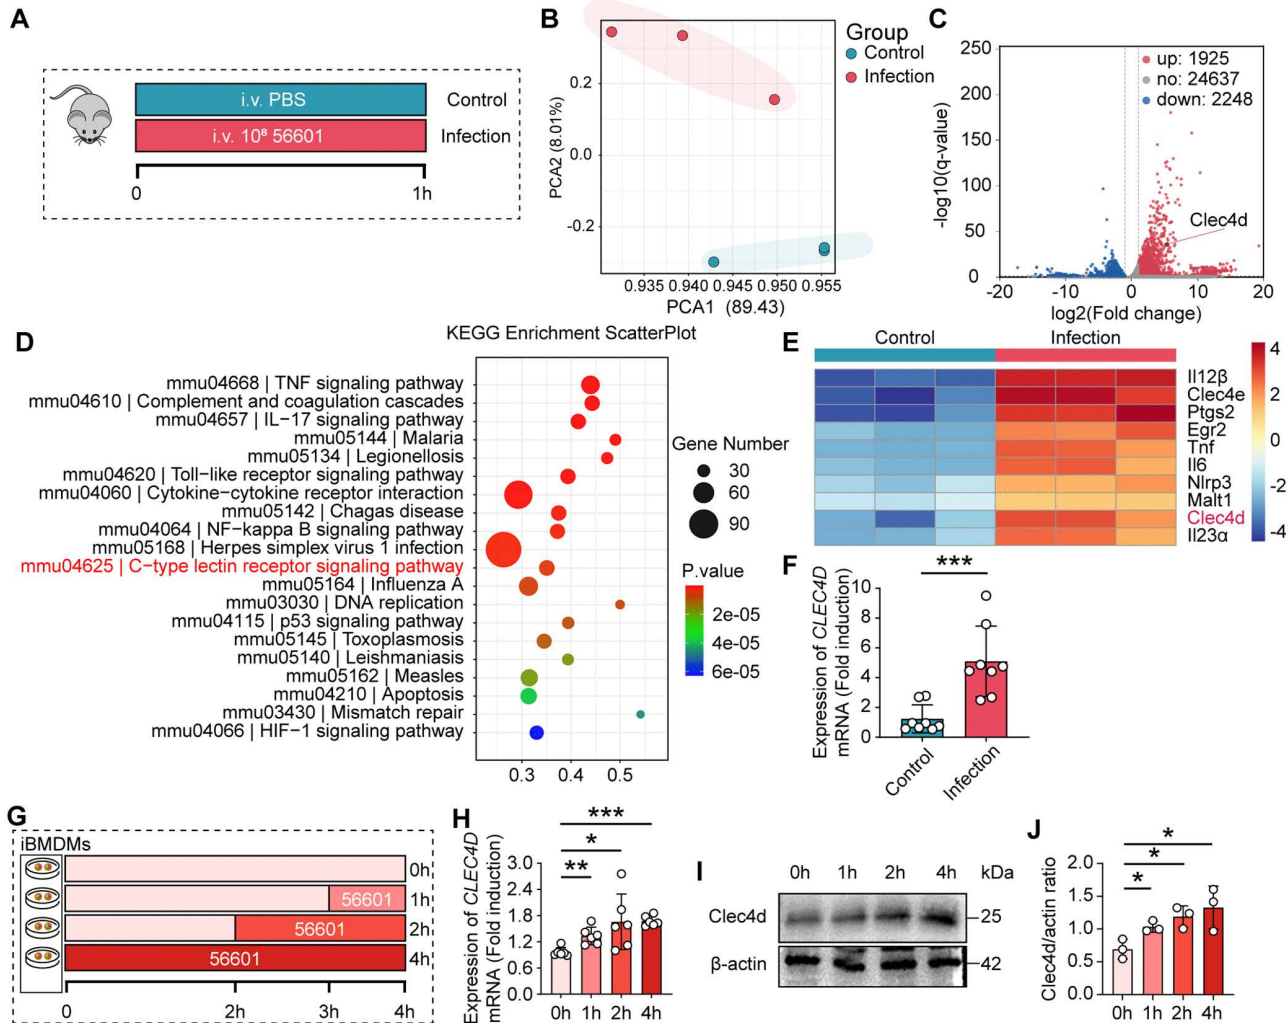 A
i.v. PBS
Control
i.v. 10⁸ 56601
Infection
0
1h
B
PCA2 (8.01%)
0.2
0.0
-0.2
0.935
0.940
0.945
0.950
0.955
PCA1 (89.43)
Group
Control
Infection
C
-log10(q-value)
250
200
150
100
50
0
up: 1925
no: 24637
down: 2248
Clec4d
-20
-10
0
10
20
log2(Fold change)
D
KEGG Enrichment ScatterPlot
mmu04668 | TNF signaling pathway
mmu04610 | Complement and coagulation cascades
mmu04657 | IL−17 signaling pathway
mmu05144 | Malaria
mmu05134 | Legionellosis
mmu04620 | Toll−like receptor signaling pathway
mmu04060 | Cytokine−cytokine receptor interaction
mmu05142 | Chagas disease
mmu04064 | NF−kappa B signaling pathway
mmu05168 | Herpes simplex virus 1 infection
mmu04625 | C−type lectin receptor signaling pathway
mmu05164 | Influenza A
mmu03030 | DNA replication
mmu04115 | p53 signaling pathway
mmu05145 | Toxoplasmosis
mmu05140 | Leishmaniasis
mmu05162 | Measles
mmu04210 | Apoptosis
mmu03430 | Mismatch repair
mmu04066 | HIF−1 signaling pathway
0.3
0.4
0.5
Gene Number
30
60
90
P.value
2e-05
4e-05
6e-05
E
Control
Infection
Il12β
Clec4e
Ptgs2
Egr2
Tnf
Il6
Nlrp3
Malt1
Clec4d
Il23α
4
2
0
-2
-4
F
Expression of CLEC4D
mRNA (Fold induction)
10
8
6
4
2
0
***
Control
Infection
G
iBMDMs
0h
56601
1h
56601
2h
56601
4h
0
2h
3h
4h
H
Expression of CLEC4D
mRNA (Fold induction)
3.0
2.4
1.8
1.2
0.6
0.0
***
*
**
0h
1h
2h
4h
I
0h
1h
2h
4h
kDa
Clec4d
25
β-actin
42
J
Clec4d/actin ratio
2.0
1.5
1.0
0.5
0.0
*
*
*
0h
1h
2h
4h